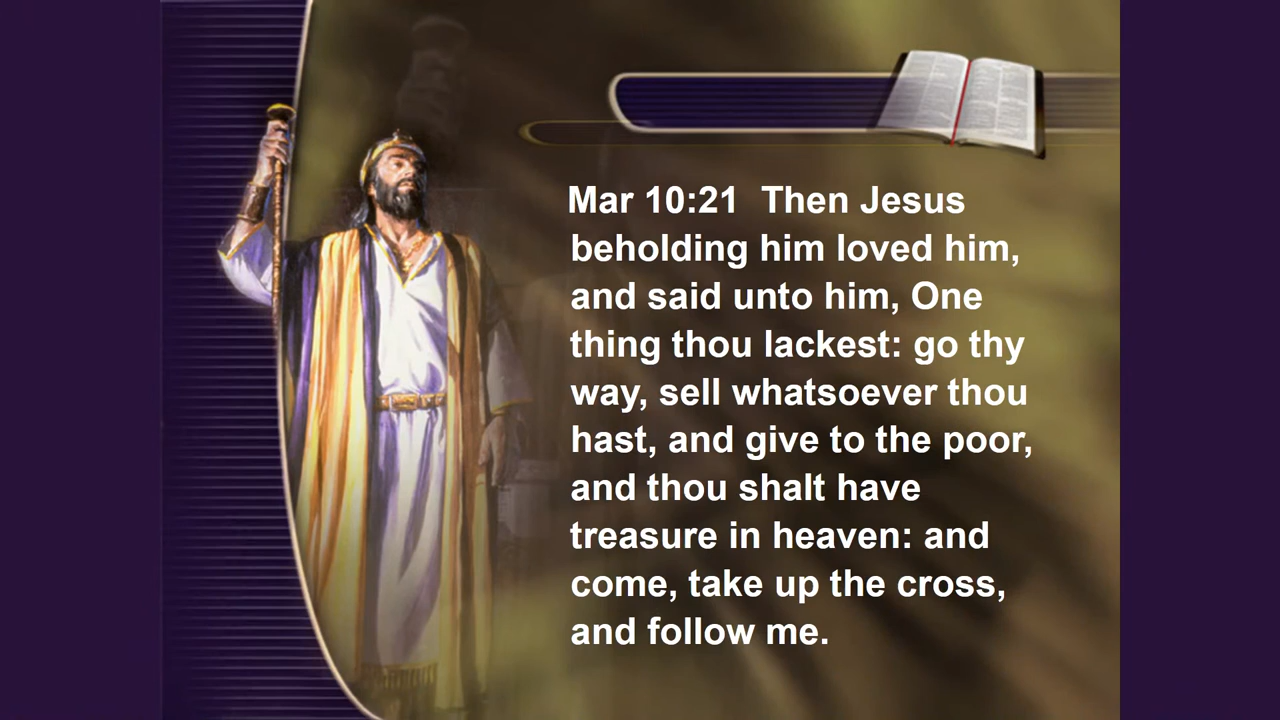 Mar 10:21  Then Jesus
beholding him loved him,
and said unto him, One
thing thou lackest: go thy
way, sell whatsoever thou
hast, and give to the poor,
and thou shalt have
treasure in heaven: and
come, take up the cross,
and follow me.